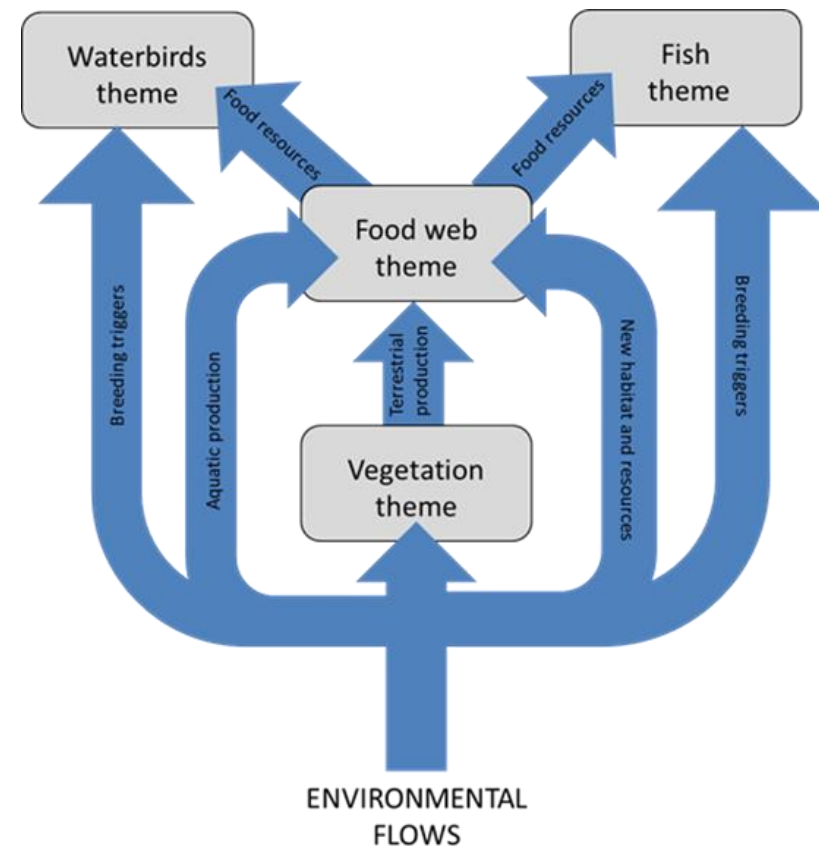 Waterbirds
theme
Fish
theme
Food resources
Food resources
Food web
theme
Breeding triggers
Aquatic production
Terrestrial
production
New habitat and resources
Breeding triggers
Vegetation
theme
ENVIRONMENTAL
FLOWS